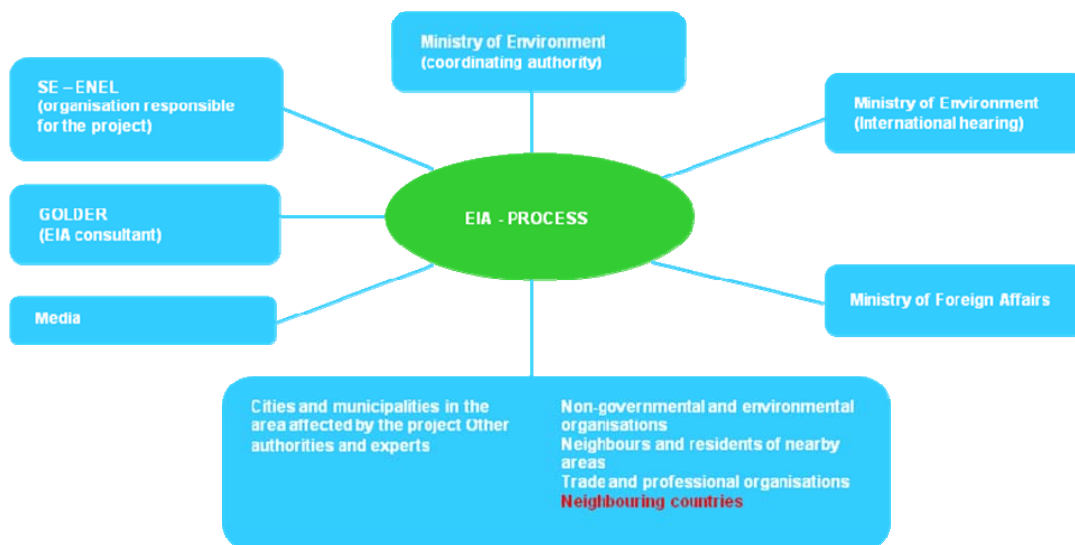 Ministry of Environment
(coordinating authority)
SE – ENEL
(organisation responsible
for the project)
Ministry of Environment
(International hearing)
GOLDER
(EIA consultant)
EIA - PROCESS
Media
Ministry of Foreign Affairs
Cities and municipalities in the
area affected by the project Other
authorities and experts
Non-governmental and environmental
organisations
Neighbours and residents of nearby
areas
Trade and professional organisations
Neighbouring countries